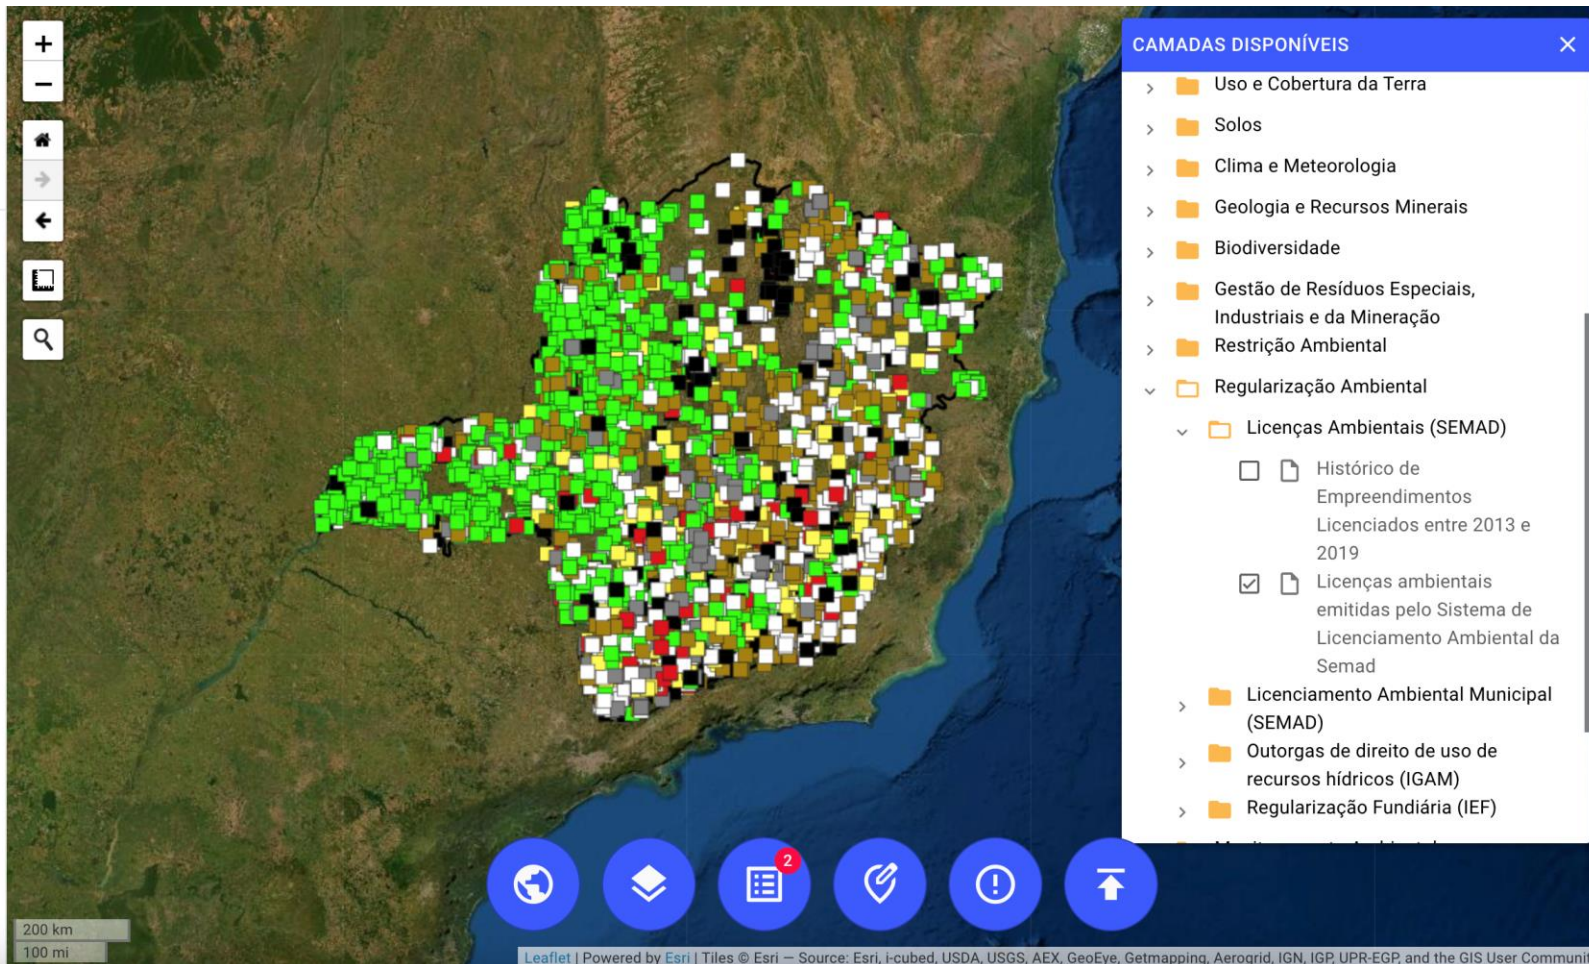 CAMADAS DISPONÍVEIS
Uso e Cobertura da Terra
Solos
Clima e Meteorologia
Geologia e Recursos Minerais
Biodiversidade
Gestão de Resíduos Especiais,
Industriais e da Mineração
Restrição Ambiental
Regularização Ambiental
Licenças Ambientais (SEMAD)
Histórico de
Empreendimentos
Licenciados entre 2013 e
2019
Licenças ambientais
emitidas pelo Sistema de
Licenciamento Ambiental da
Semad
Licenciamento Ambiental Municipal
(SEMAD)
Outorgas de direito de uso de
recursos hídricos (IGAM)
Regularização Fundiária (IEF)
2
200 km
100 mi
Leaflet | Powered by Esri | Tiles © Esri — Source: Esri, i-cubed, USDA, USGS, AEX, GeoEye, Getmapping, Aerogrid, IGN, IGP, UPR-EGP, and the GIS User Communi